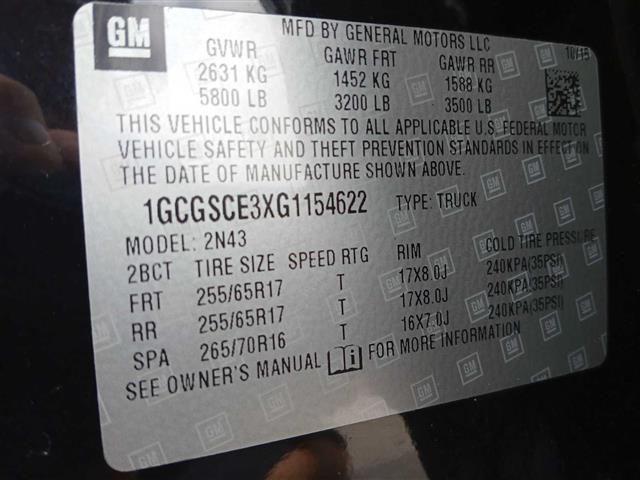 GM
MFD BY GENERAL MOTORS LLC
10/15
GVWR GAWR FRT GAWR RR
2631 KG 1452 KG 1588 KG
5800 LB 3200 LB 3500 LB
THIS VEHICLE CONFORMS TO ALL APPLICABLE U.S. FEDERAL MOTOR
VEHICLE SAFETY AND THEFT PREVENTION STANDARDS IN EFFECT ON
THE DATE OF MANUFACTURE SHOWN ABOVE.
1GCGSCE3XG1154622 TYPE: TRUCK
MODEL: 2N43
2BCT TIRE SIZE SPEED RTG RIM COLD TIRE PRESSURE
FRT 255/65R17 T 17X8.0J 240KPA(35PSI)
RR 255/65R17 T 17X8.0J 240KPA(35PSI)
SPA 265/70R16 T 16X7.0J 240KPA(35PSI)
SEE OWNER'S MANUAL FOR MORE INFORMATION